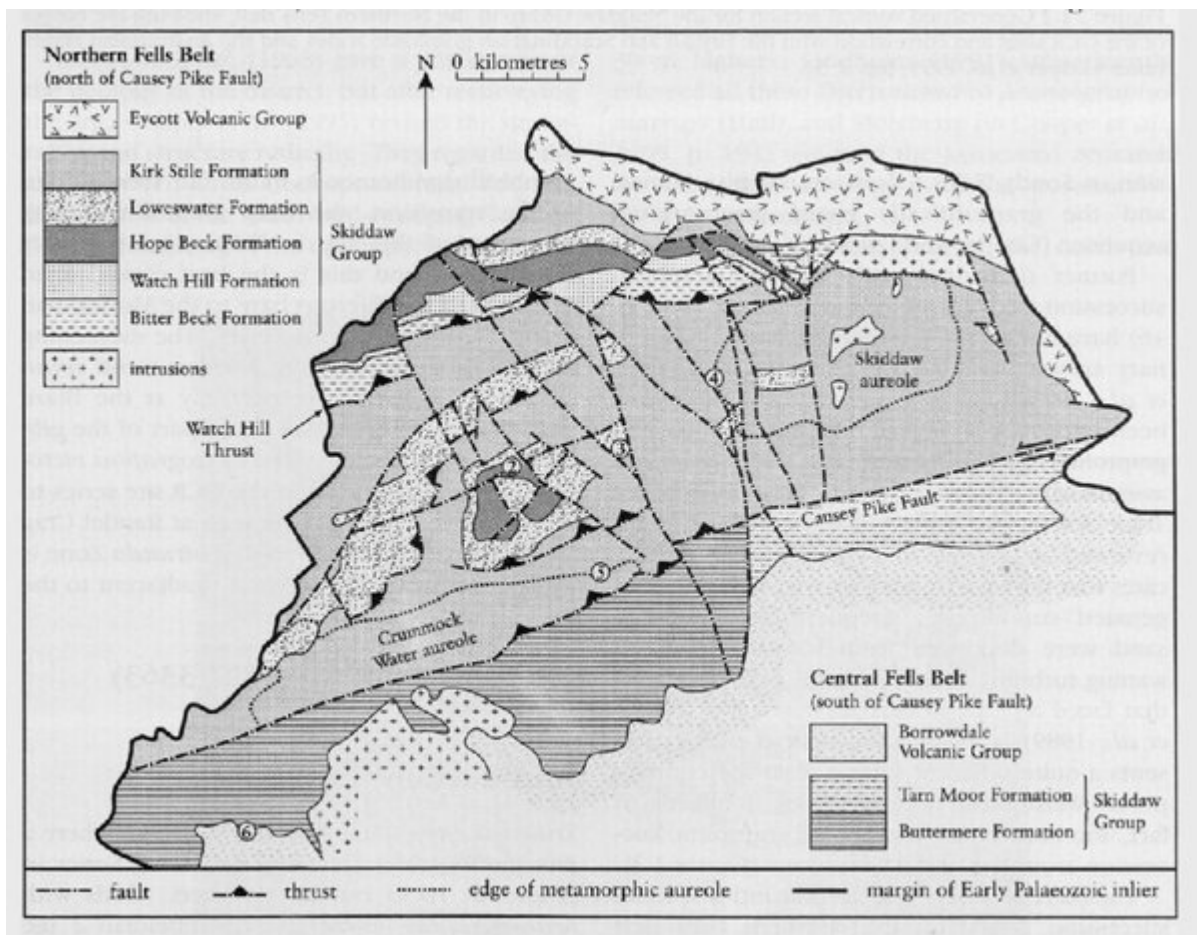 Northern Fells Belt
(north of Causey Pike Fault)
Eycott Volcanic Group
Kirk Stile Formation
Loweswater Formation
Hope Beck Formation
Watch Hill Formation
Bitter Beck Formation
Skiddaw
Group
intrusions
N
0 kilometres 5
1
Skiddaw
aureole
4
Watch Hill
Thrust
2
3
Causey Pike Fault
5
Crummock
Water aureole
6
Central Fells Belt
(south of Causey Pike Fault)
Borrowdale
Volcanic Group
Tarn Moor Formation
Buttermere Formation
Skiddaw
Group
fault
thrust
edge of metamorphic aureole
margin of Early Palaeozoic inlier